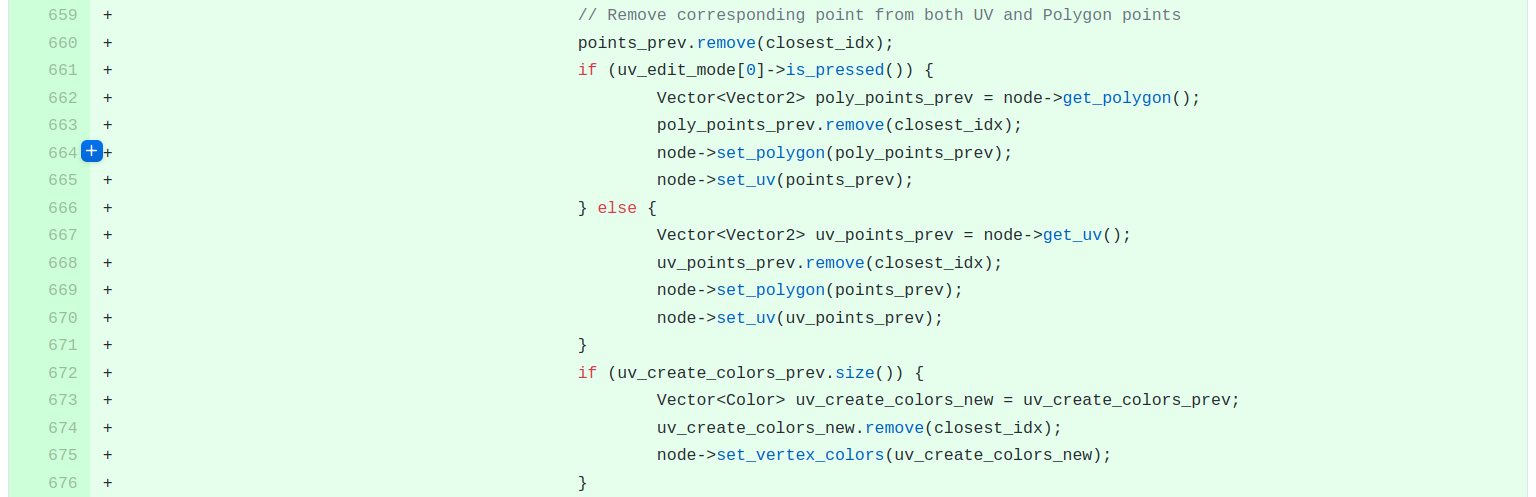 659 + // Remove corresponding point from both UV and Polygon points
660 + points_prev.remove(closest_idx);
661 + if (uv_edit_mode[0]->is_pressed()) {
662 + Vector<Vector2> poly_points_prev = node->get_polygon();
663 + poly_points_prev.remove(closest_idx);
664 + + node->set_polygon(poly_points_prev);
665 + node->set_uv(points_prev);
666 + } else {
667 + Vector<Vector2> uv_points_prev = node->get_uv();
668 + uv_points_prev.remove(closest_idx);
669 + node->set_polygon(points_prev);
670 + node->set_uv(uv_points_prev);
671 + }
672 + if (uv_create_colors_prev.size()) {
673 + Vector<Color> uv_create_colors_new = uv_create_colors_prev;
674 + uv_create_colors_new.remove(closest_idx);
675 + node->set_vertex_colors(uv_create_colors_new);
676 + }